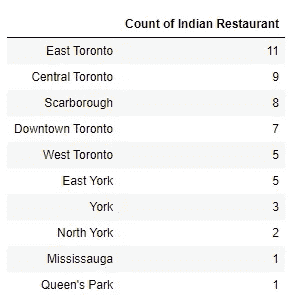 Count of Indian Restaurant
East Toronto 11
Central Toronto 9
Scarborough 8
Downtown Toronto 7
West Toronto 5
East York 5
York 3
North York 2
Mississauga 1
Queen's Park 1